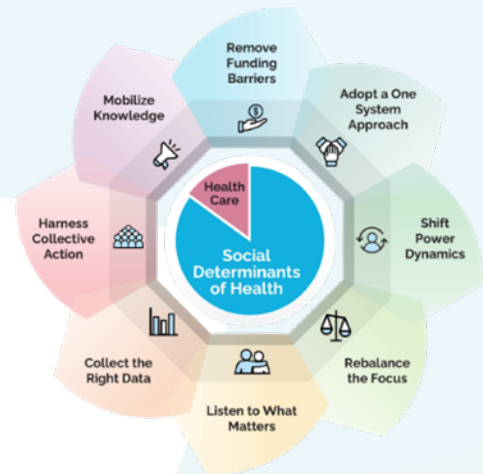 Remove
Funding
Barriers
Adopt a One
System
Approach
Shift
Power
Dynamics
Rebalance
the Focus
Listen to What
Matters
Collect the
Right Data
Harness
Collective
Action
Mobilize
Knowledge
Health
Care
Social
Determinants
of Health
$